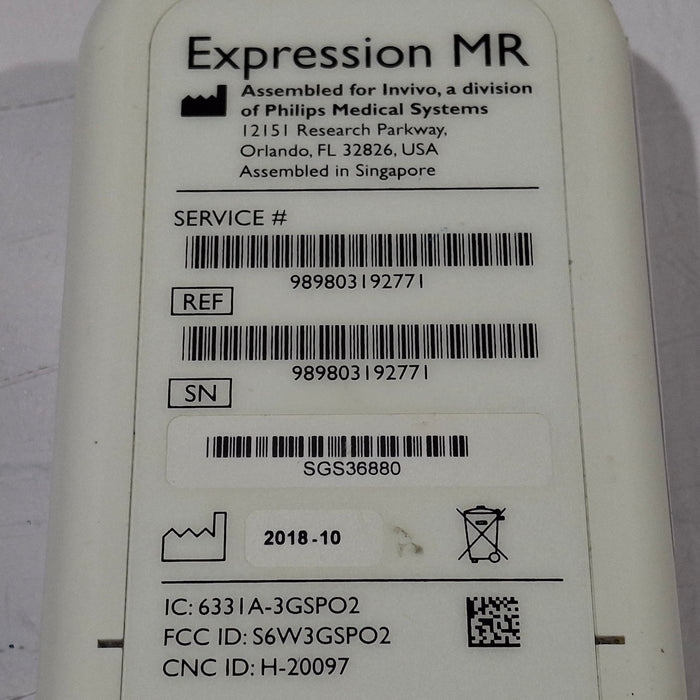 Expression MR
Assembled for Invivo, a division
of Philips Medical Systems
12151 Research Parkway,
Orlando, FL 32826, USA
Assembled in Singapore
SERVICE #
989803192771
REF
989803192771
SN
SGS36880
2018-10
IC: 6331A-3GSPO2
FCC ID: S6W3GSPO2
CNC ID: H-20097